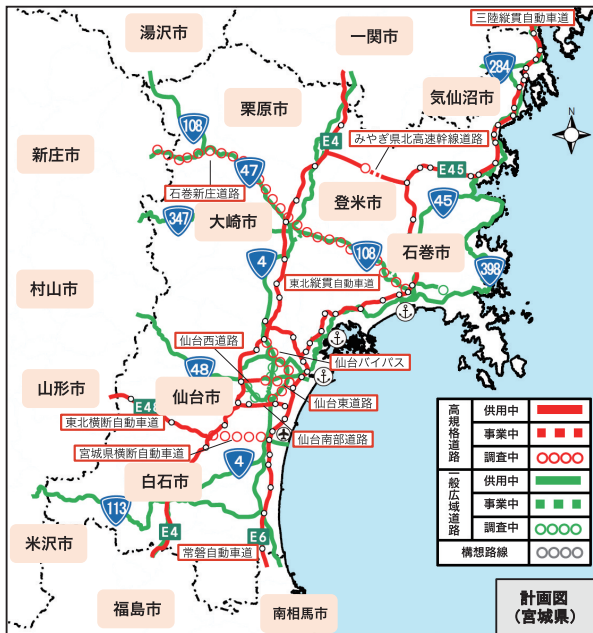 三陸縦貫自動車道
湯沢市
一関市
284
気仙沼市
栗原市
108
E4
みやぎ県北高速幹線道路
N
新庄市
47
E45
石巻新庄道路
登米市
45
347
大崎市
石巻市
4
108
398
東北縦貫自動車道
村山市
仙台西道路
仙台バイパス
48
山形市
仙台市
E48
仙台東道路
東北横断自動車道
仙台南部道路
宮城県横断自動車道
4
白石市
113
E4
E6
米沢市
常磐自動車道
福島市
南相馬市
高規格道路
供用中
事業中
調査中
一般広域道路
供用中
事業中
調査中
構想路線
計画図
(宮城県)